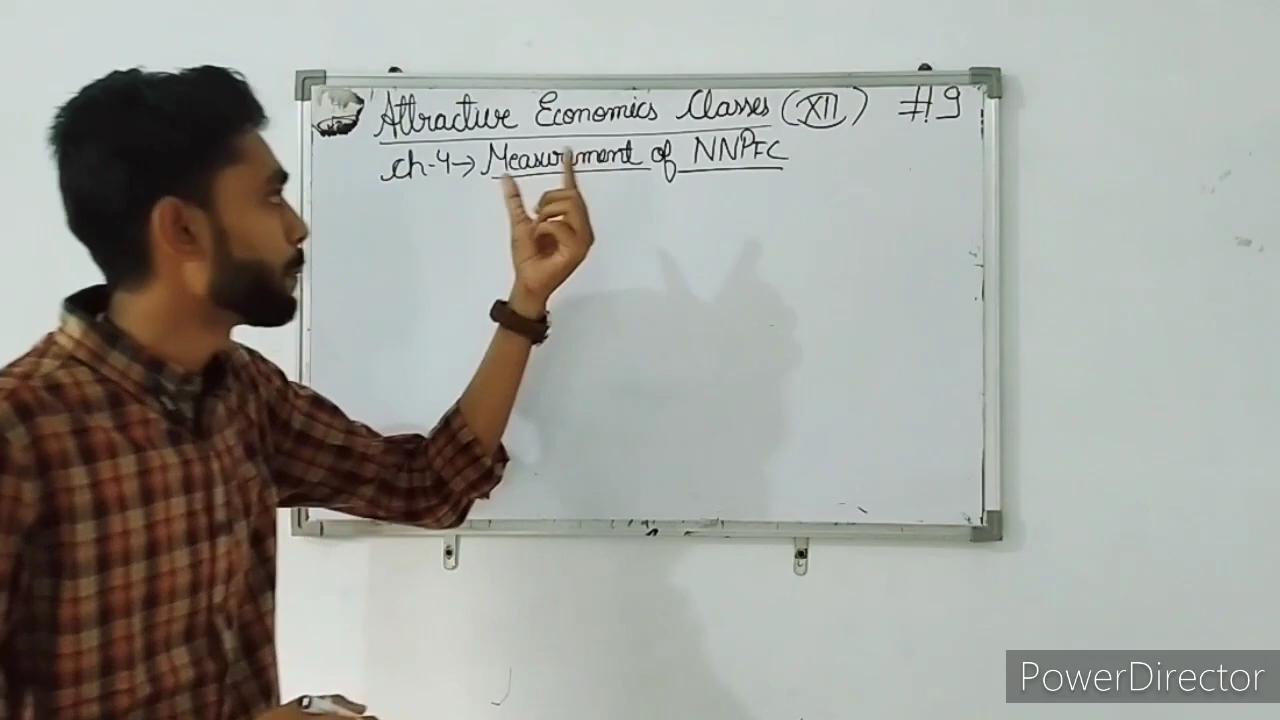 Attractive Economics Classes (XII) #9
ch-4→ Measurement of NNPFC
PowerDirector